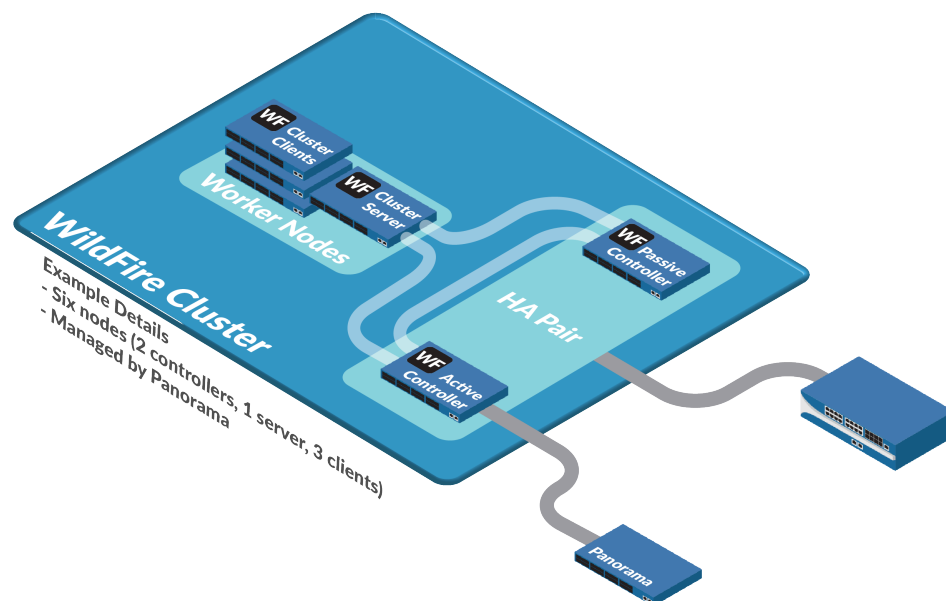 WF Cluster
Clients
WF Cluster
Server
Worker Nodes
WF Passive
Controller
HA Pair
WF Active
Controller
WildFire Cluster
Example Details
- Six nodes (2 controllers, 1 server, 3 clients)
- Managed by Panorama
Panorama